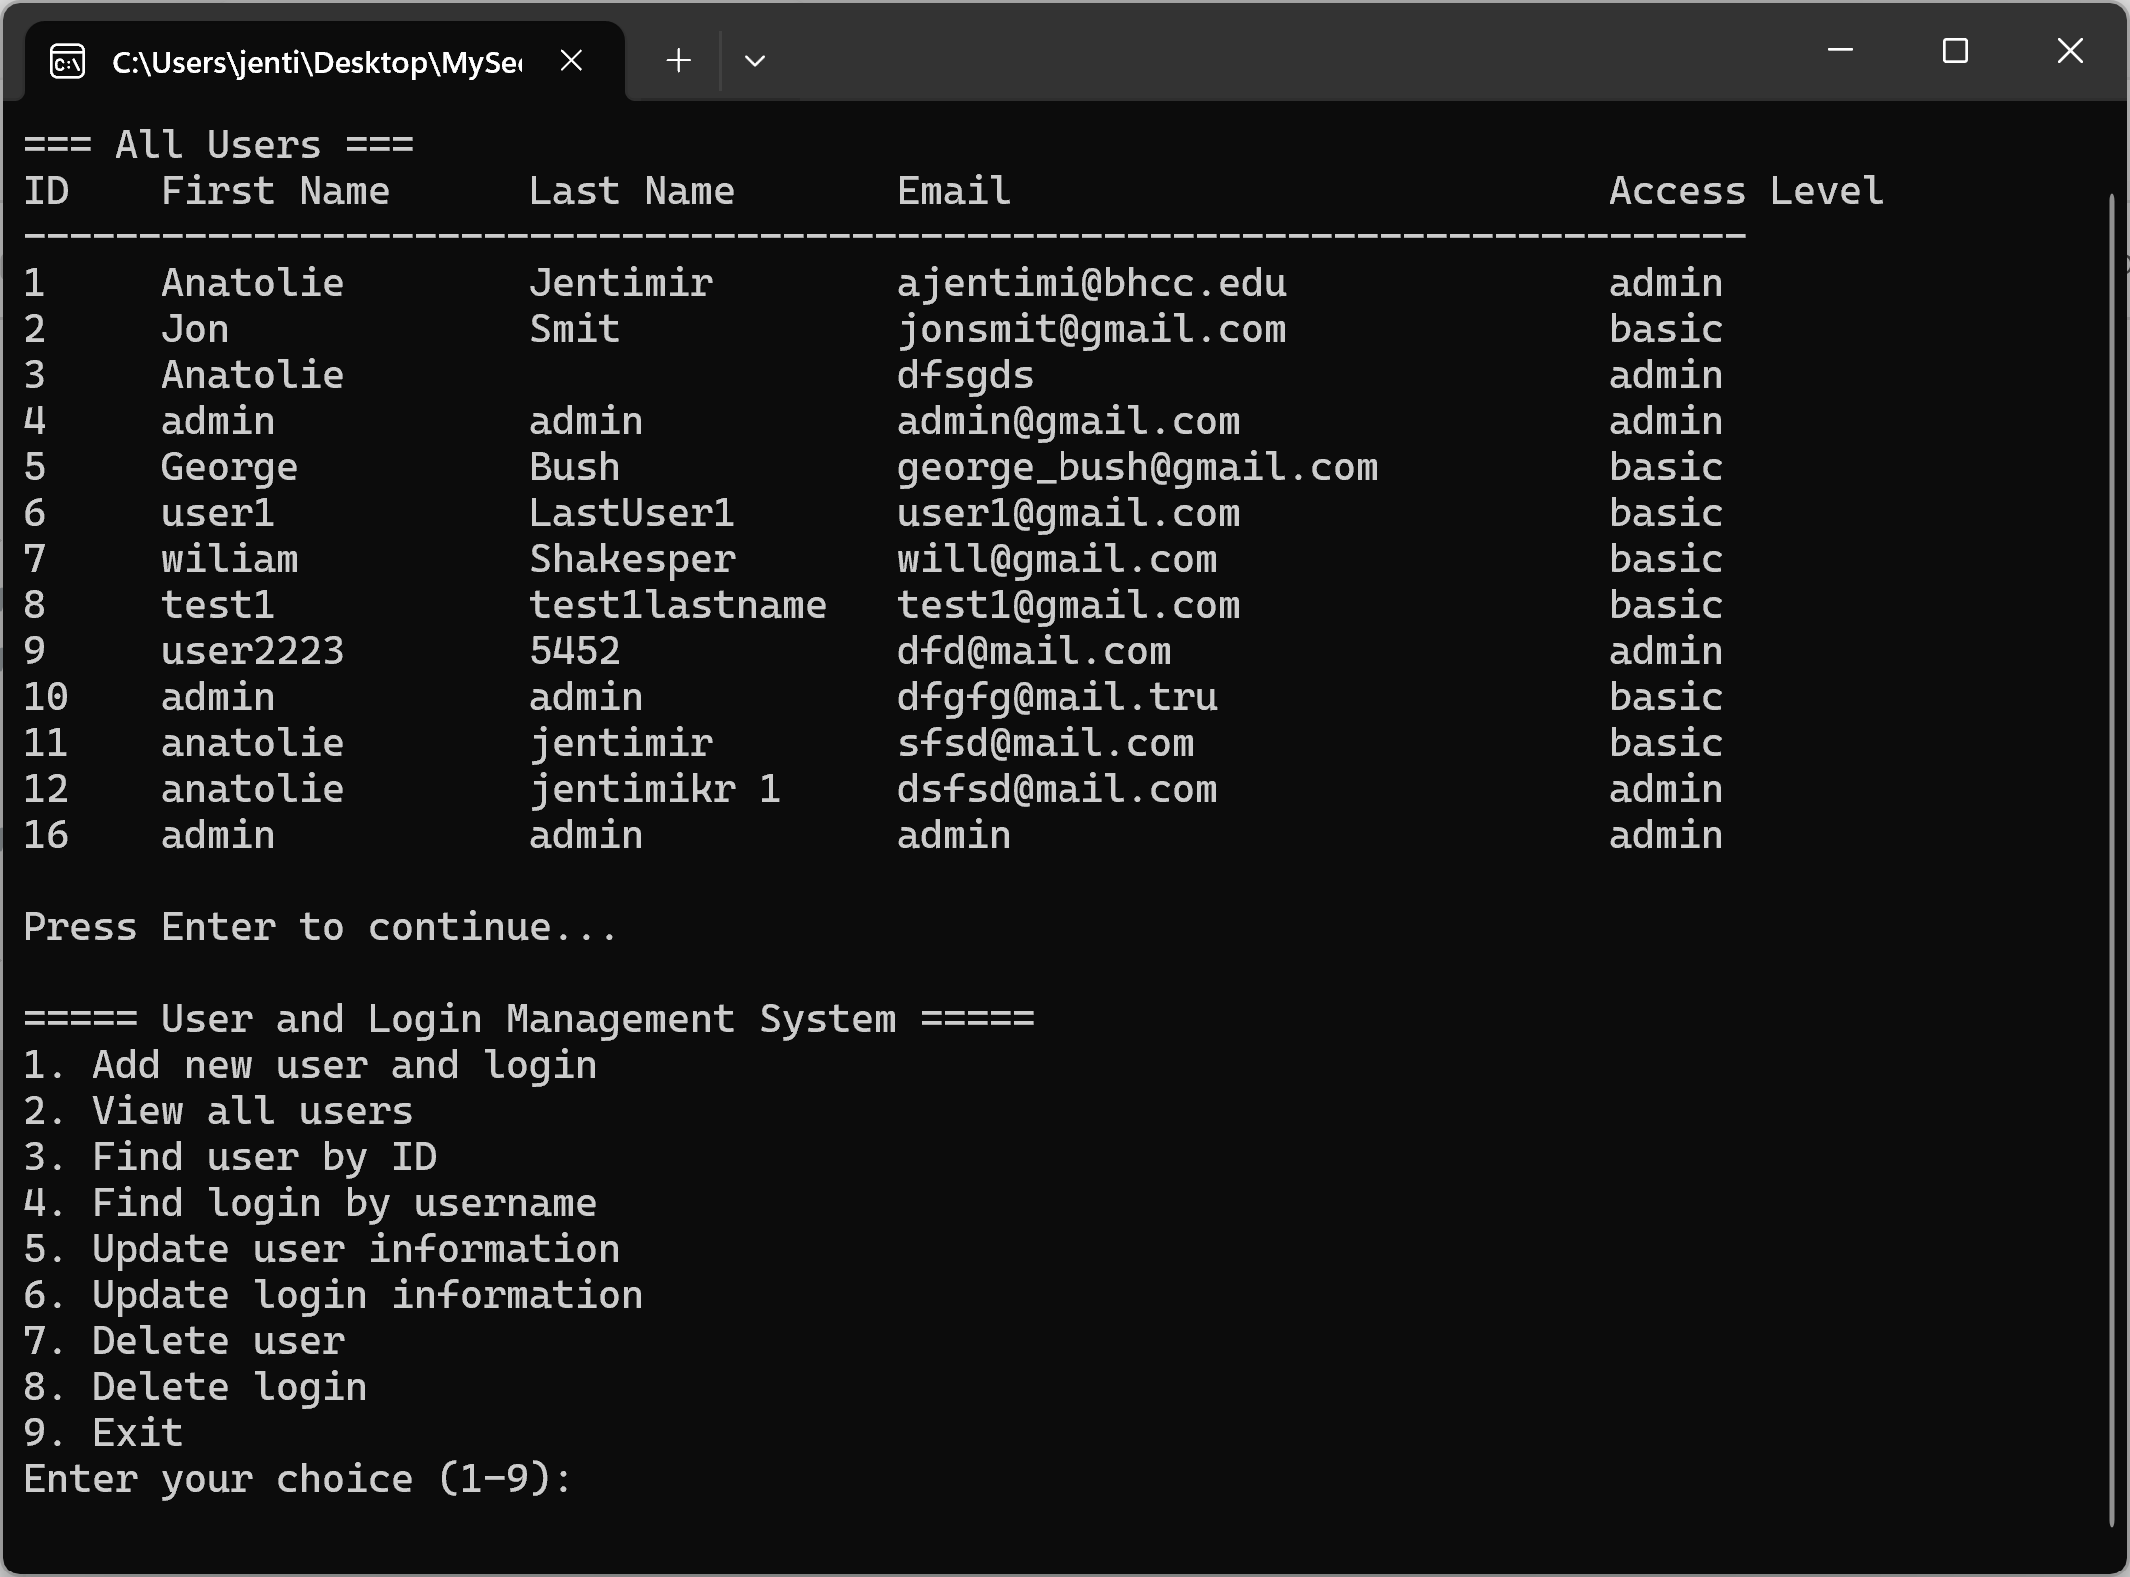 C:\Users\jenti\Desktop\MySe
=== All Users ===
ID    First Name      Last Name       Email                          Access Level
---------------------------------------------------------------------------
1     Anatolie        Jentimir        ajentimi@bhcc.edu              admin
2     Jon             Smit            jonsmit@gmail.com              basic
3     Anatolie                        dfsgds                         admin
4     admin           admin           admin@gmail.com                admin
5     George          Bush            george_bush@gmail.com          basic
6     user1           LastUser1       user1@gmail.com                basic
7     wiliam          Shakesper       will@gmail.com                 basic
8     test1           test1lastname   test1@gmail.com                basic
9     user2223        5452            dfd@mail.com                   admin
10    admin           admin           dfgfg@mail.tru                 basic
11    anatolie        jentimir        sfsd@mail.com                  basic
12    anatolie        jentimikr 1     dsfsd@mail.com                 admin
16    admin           admin           admin                          admin
Press Enter to continue...
===== User and Login Management System =====
1. Add new user and login
2. View all users
3. Find user by ID
4. Find login by username
5. Update user information
6. Update login information
7. Delete user
8. Delete login
9. Exit
Enter your choice (1-9):